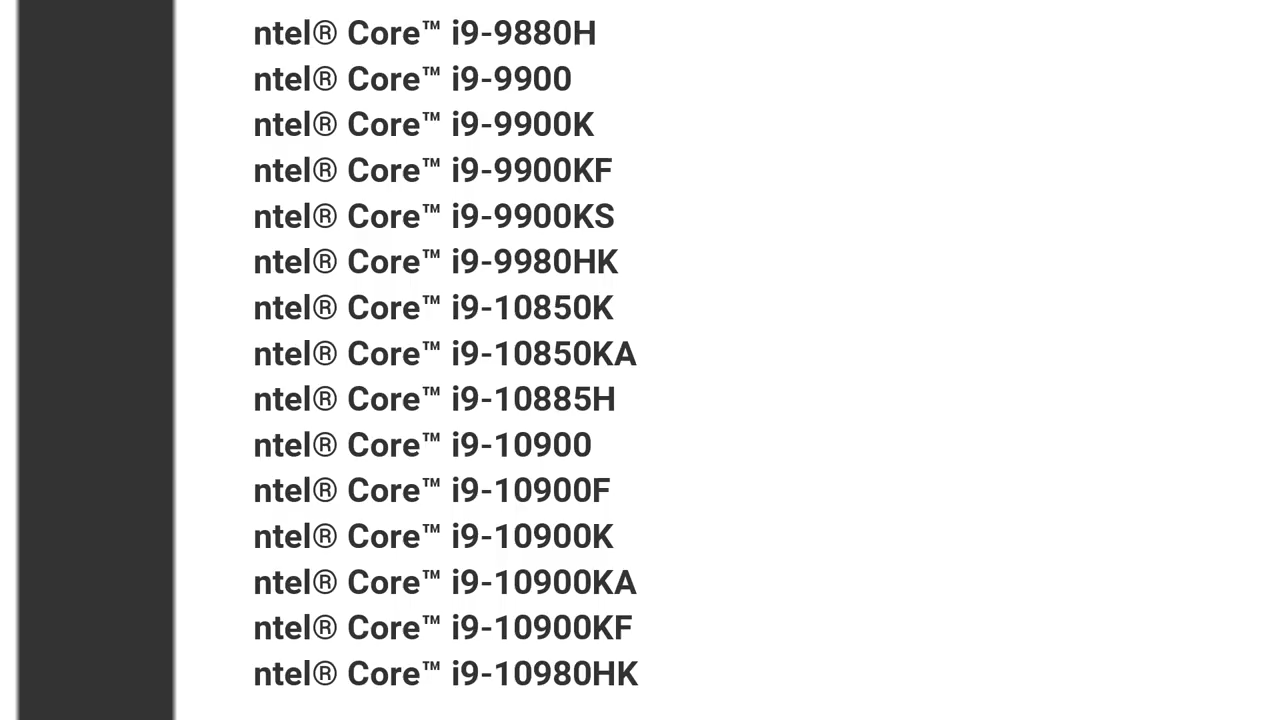 ntel® Core™ i9-9880H
ntel® Core™ i9-9900
ntel® Core™ i9-9900K
ntel® Core™ i9-9900KF
ntel® Core™ i9-9900KS
ntel® Core™ i9-9980HK
ntel® Core™ i9-10850K
ntel® Core™ i9-10850KA
ntel® Core™ i9-10885H
ntel® Core™ i9-10900
ntel® Core™ i9-10900F
ntel® Core™ i9-10900K
ntel® Core™ i9-10900KA
ntel® Core™ i9-10900KF
ntel® Core™ i9-10980HK